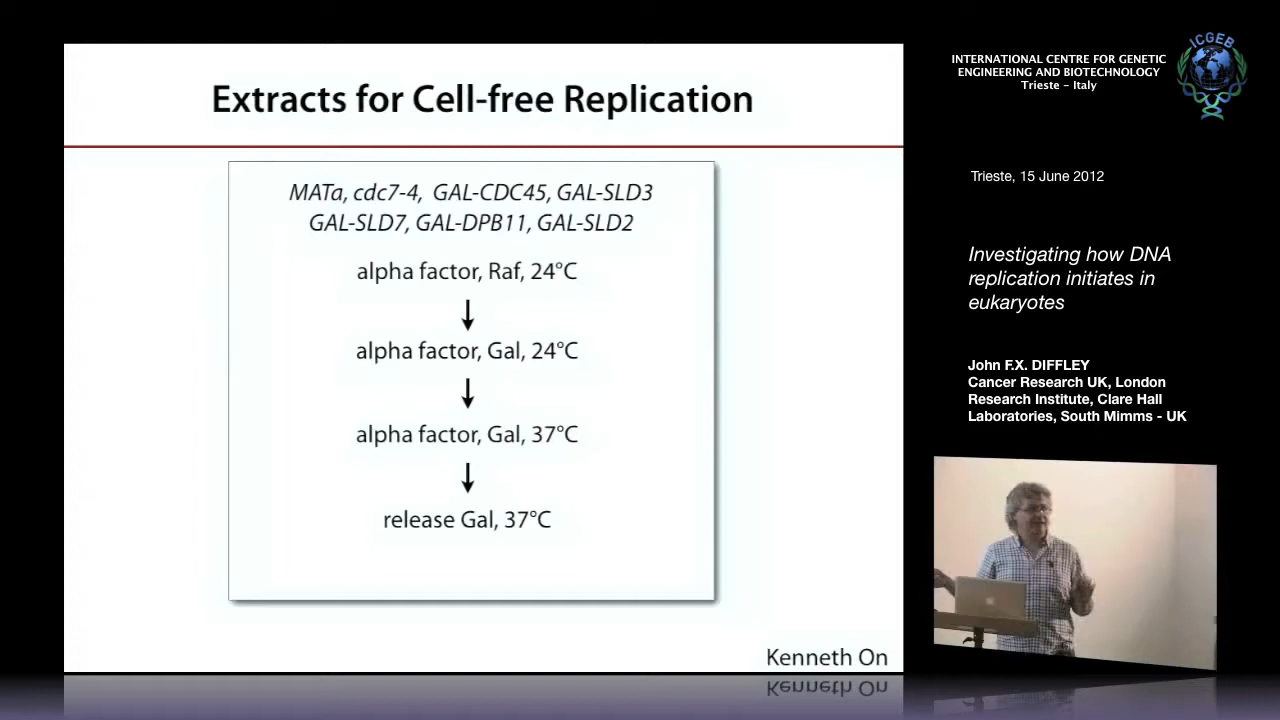 Extracts for Cell-free Replication
MATa, cdc7-4, GAL-CDC45, GAL-SLD3
GAL-SLD7, GAL-DPB11, GAL-SLD2
alpha factor, Raf, 24°C
alpha factor, Gal, 24°C
alpha factor, Gal, 37°C
release Gal, 37°C
Kenneth On
INTERNATIONAL CENTRE FOR GENETIC
ENGINEERING AND BIOTECHNOLOGY
Trieste - Italy
ICGEB
Trieste, 15 June 2012
Investigating how DNA
replication initiates in
eukaryotes
John F.X. DIFFLEY
Cancer Research UK, London
Research Institute, Clare Hall
Laboratories, South Mimms - UK